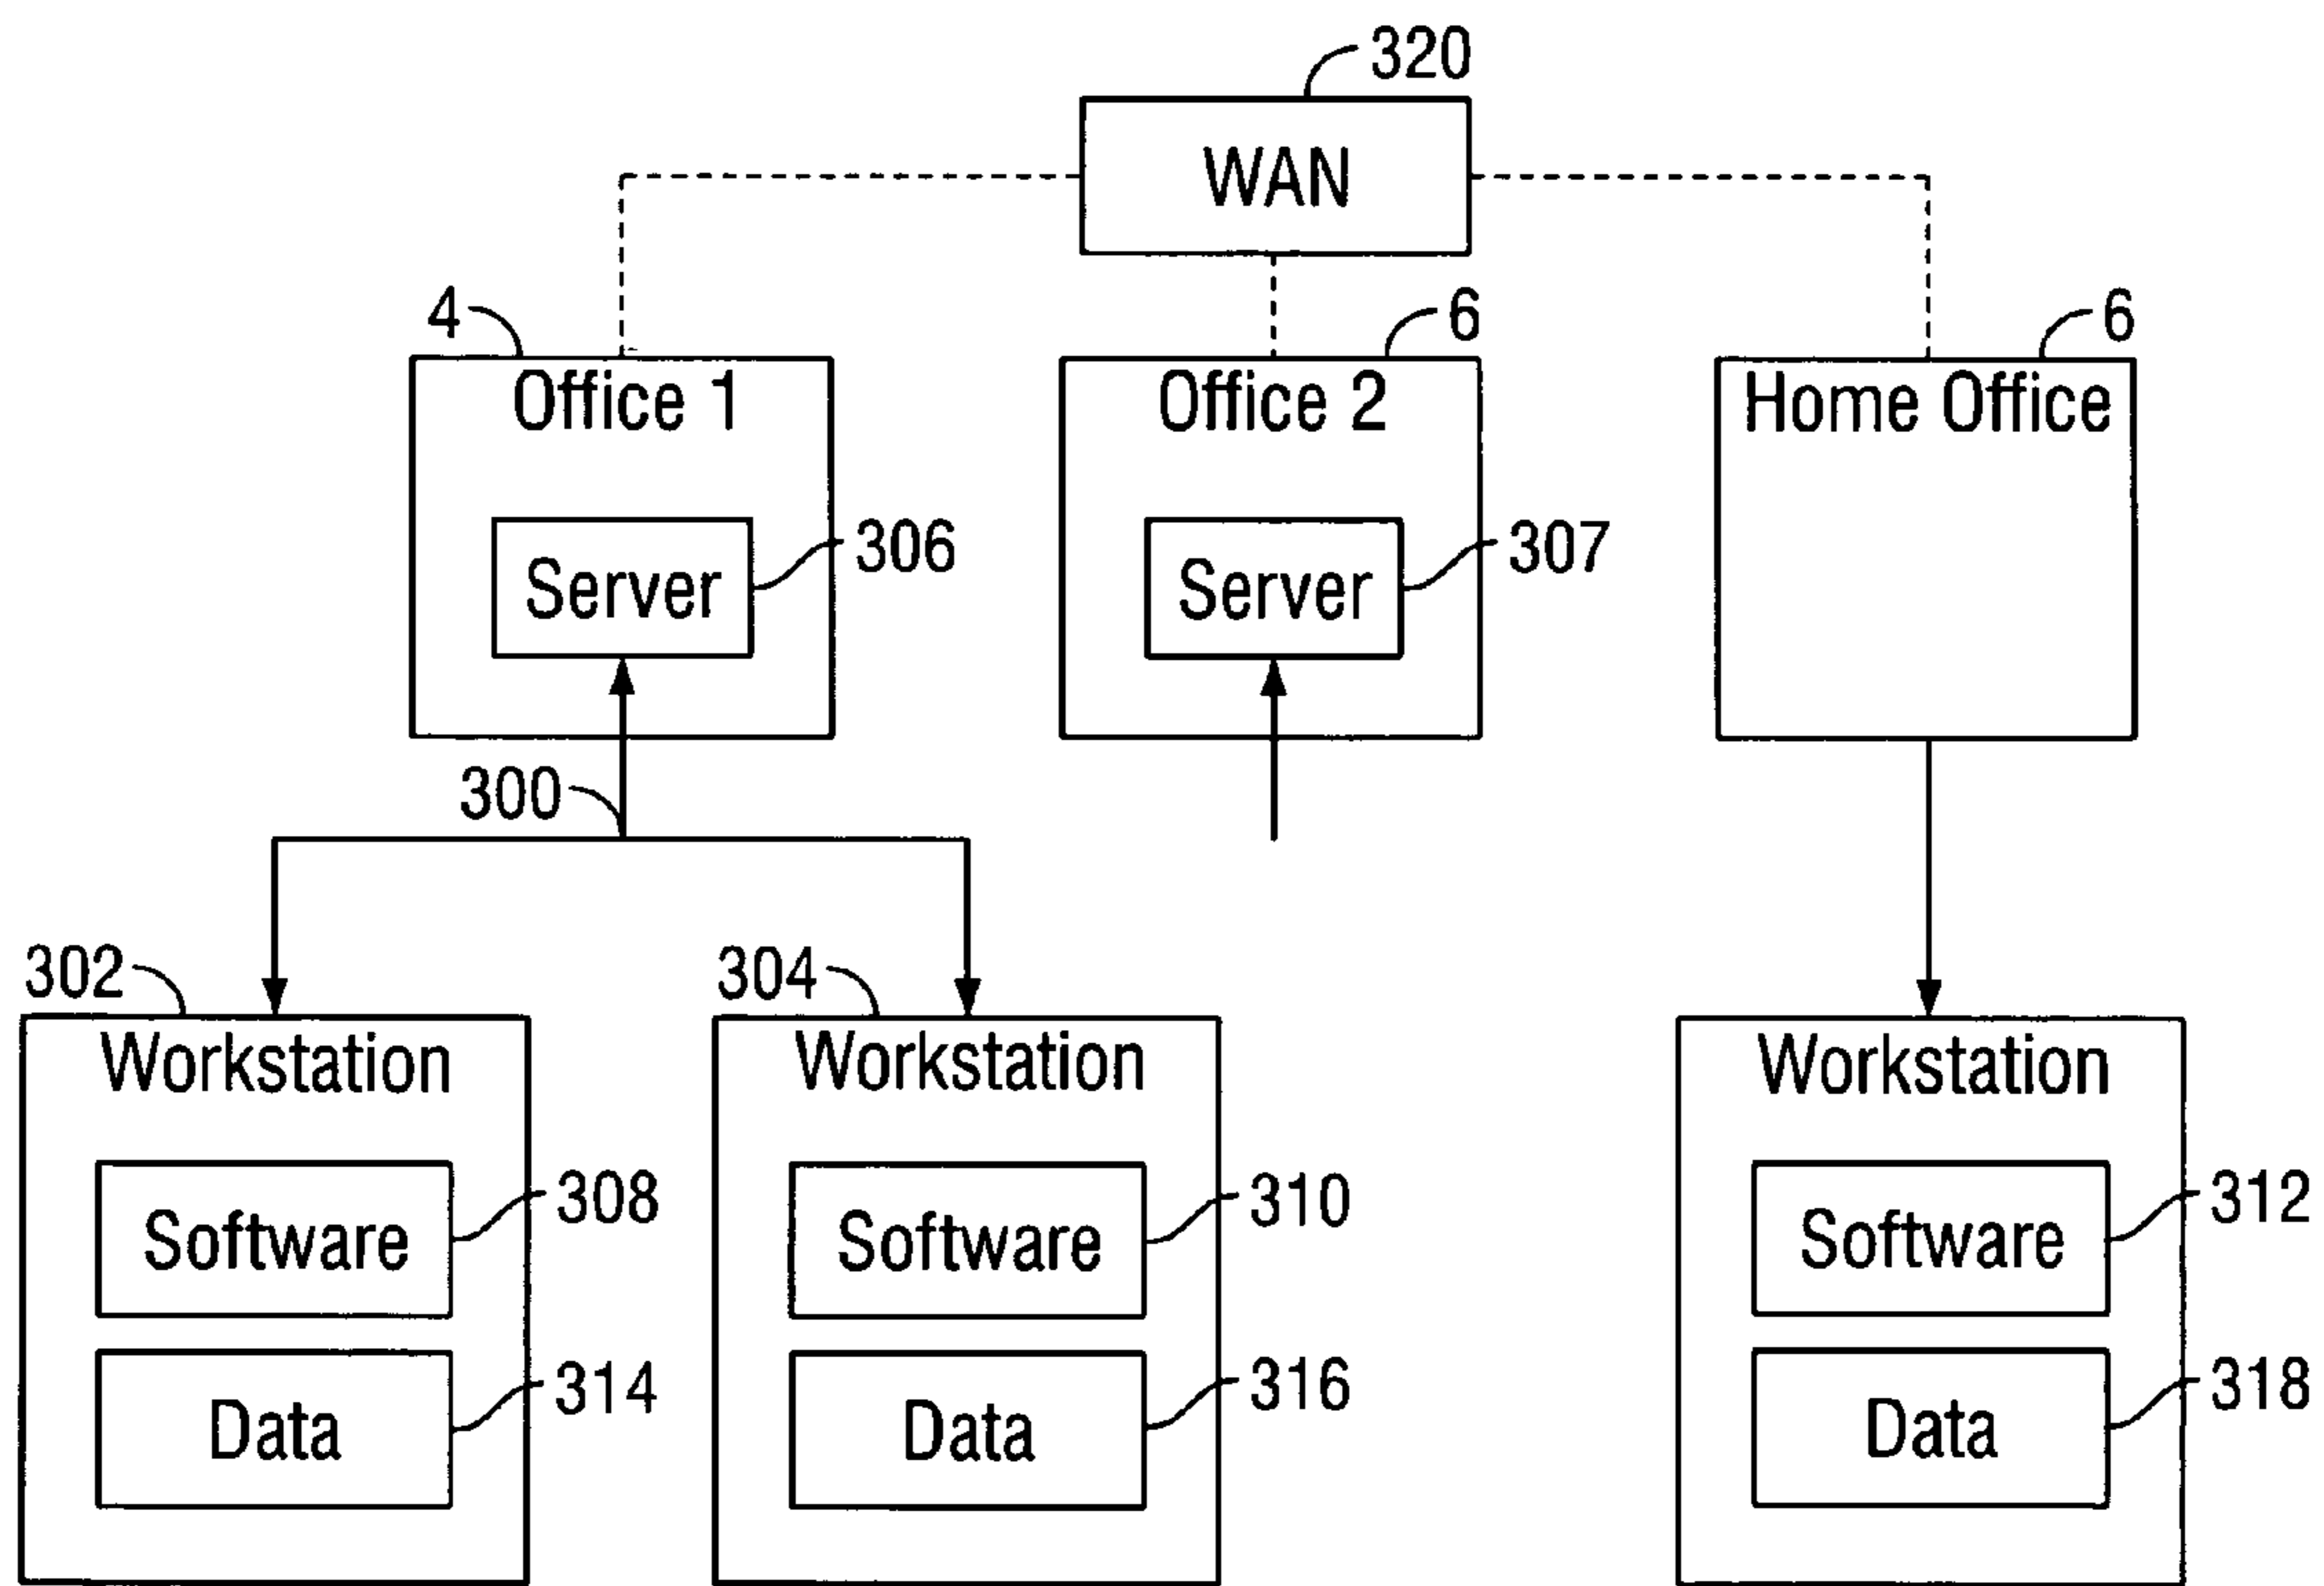 320
WAN
4
6
6
Office 1
Office 2
Home Office
Server
306
Server
307
300
302
304
Workstation
Workstation
Workstation
Software
308
Software
310
Software
312
Data
314
Data
316
Data
318